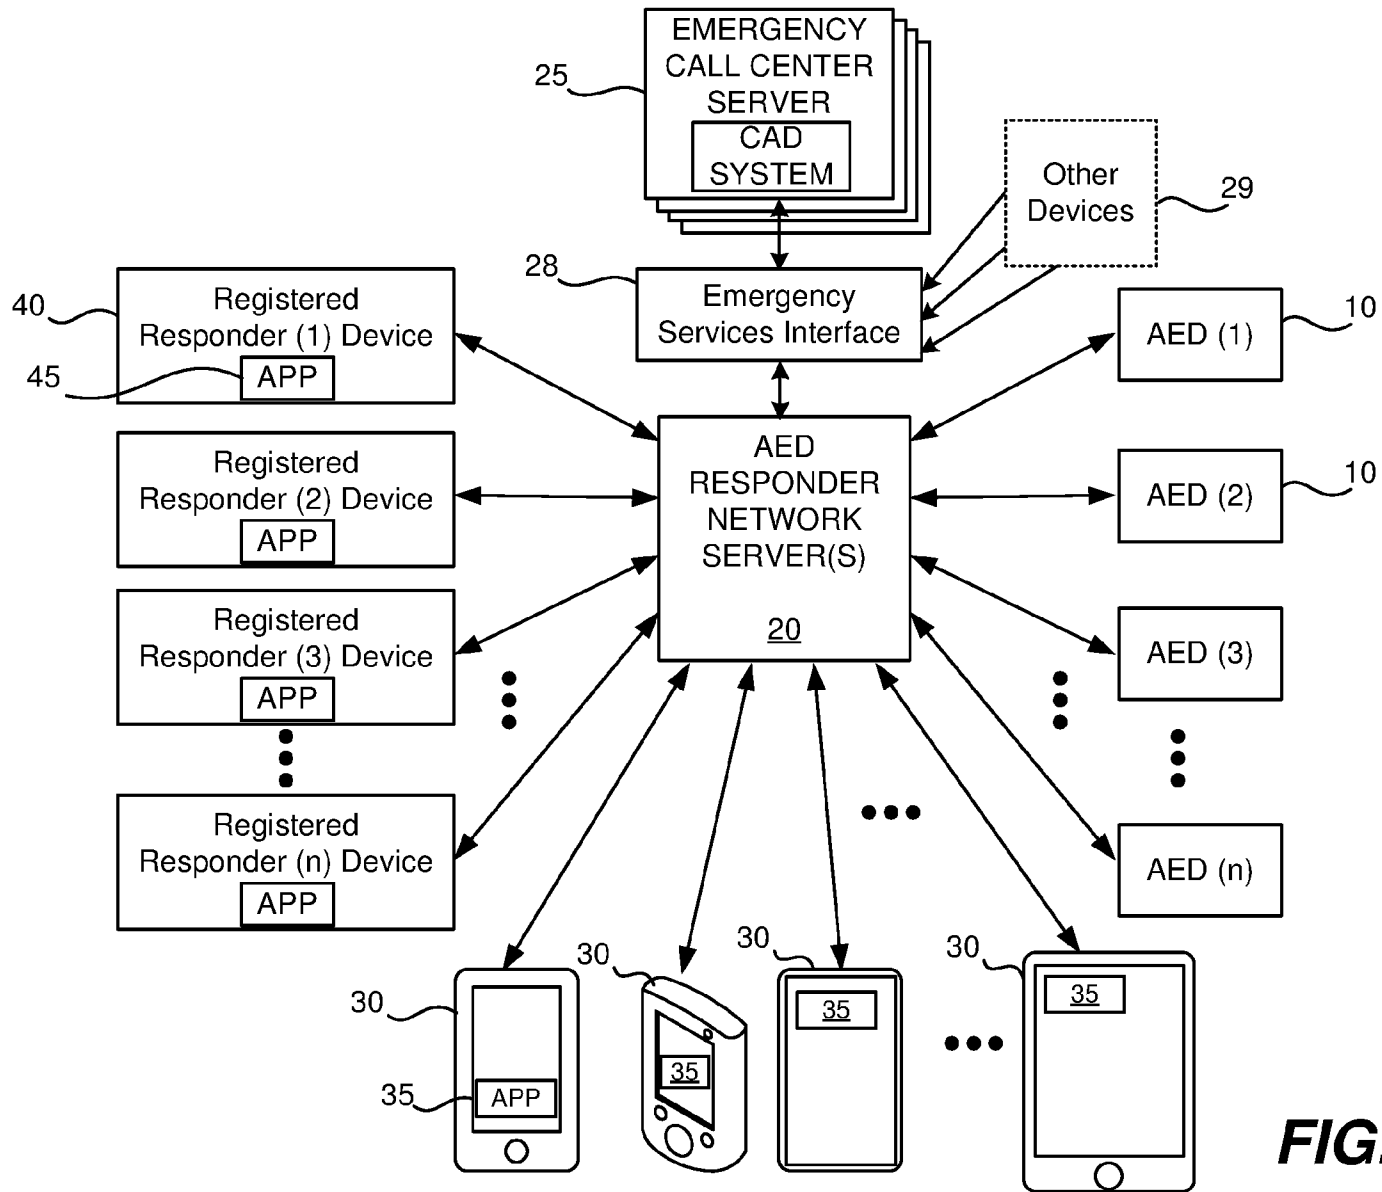 EMERGENCY
CALL CENTER
SERVER
CAD
SYSTEM
25
Other
Devices
29
28
Emergency
Services Interface
40
Registered
Responder (1) Device
45
APP
AED (1)
10
Registered
Responder (2) Device
APP
AED
RESPONDER
NETWORK
SERVER(S)
20
AED (2)
10
Registered
Responder (3) Device
APP
AED (3)
Registered
Responder (n) Device
APP
AED (n)
30
35
APP
30
35
30
35
30
35
FIG.